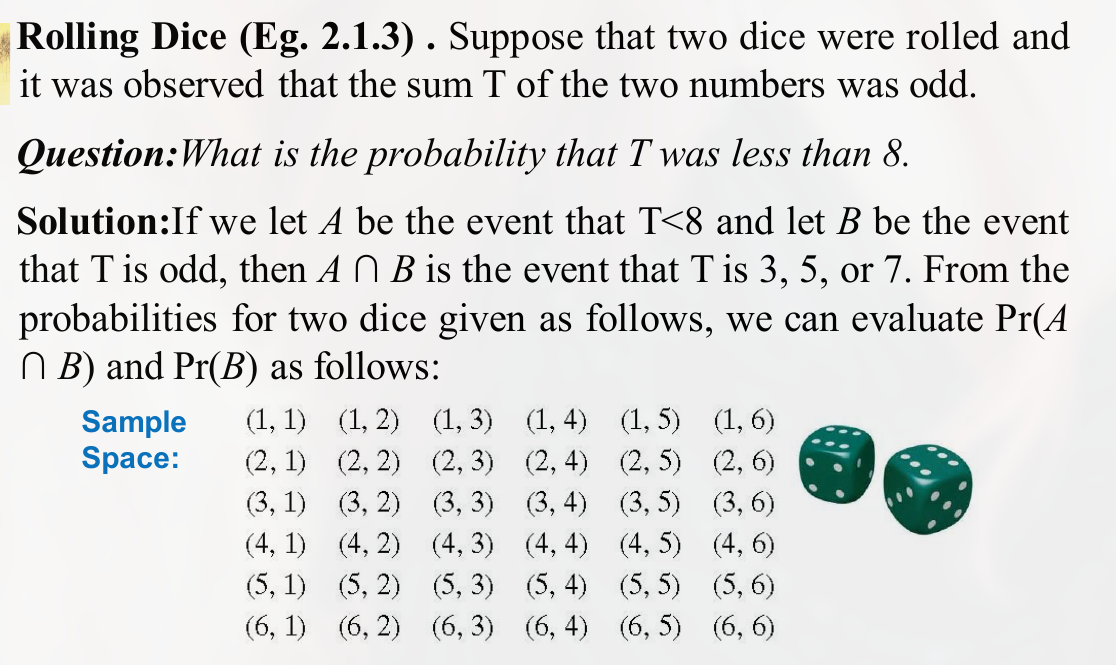 Rolling Dice (Eg. 2.1.3) . Suppose that two dice were rolled and
it was observed that the sum T of the two numbers was odd.
Question:What is the probability that T was less than 8.
Solution:If we let A be the event that T<8 and let B be the event
that T is odd, then A ∩ B is the event that T is 3, 5, or 7. From the
probabilities for two dice given as follows, we can evaluate Pr(A
∩ B) and Pr(B) as follows:
Sample
Space:
(1, 1) (1, 2) (1, 3) (1, 4) (1, 5) (1, 6)
(2, 1) (2, 2) (2, 3) (2, 4) (2, 5) (2, 6)
(3, 1) (3, 2) (3, 3) (3, 4) (3, 5) (3, 6)
(4, 1) (4, 2) (4, 3) (4, 4) (4, 5) (4, 6)
(5, 1) (5, 2) (5, 3) (5, 4) (5, 5) (5, 6)
(6, 1) (6, 2) (6, 3) (6, 4) (6, 5) (6, 6)